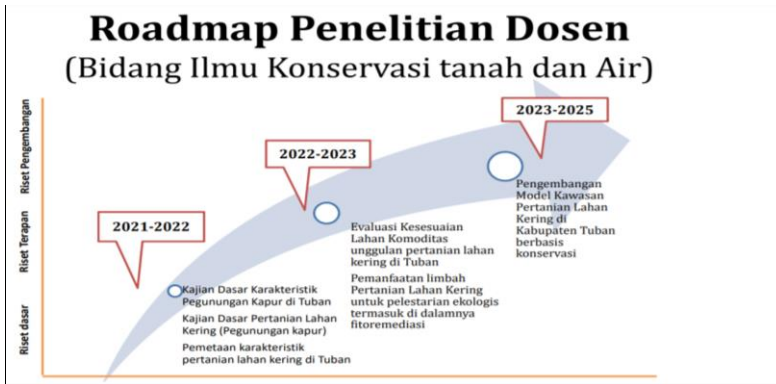 Roadmap Penelitian Dosen
(Bidang Ilmu Konservasi tanah dan Air)
Riset Pengembangan
Riset Terapan
Riset dasar
2021-2022
Kajian Dasar Karakteristik
Pegunungan Kapur di Tuban
Kajian Dasar Pertanian Lahan
Kering (Pegunungan kapur)
Pemetaan karakteristik
pertanian lahan kering di Tuban
2022-2023
Evaluasi Kesesuaian
Lahan Komoditas
unggulan pertanian lahan
kering di Tuban
Pemanfaatan limbah
Pertanian Lahan Kering
untuk pelestarian ekologis
termasuk di dalamnya
fitoremediasi
2023-2025
Pengembangan
Model Kawasan
Pertanian Lahan
Kering di
Kabupaten Tuban
berbasis
konservasi